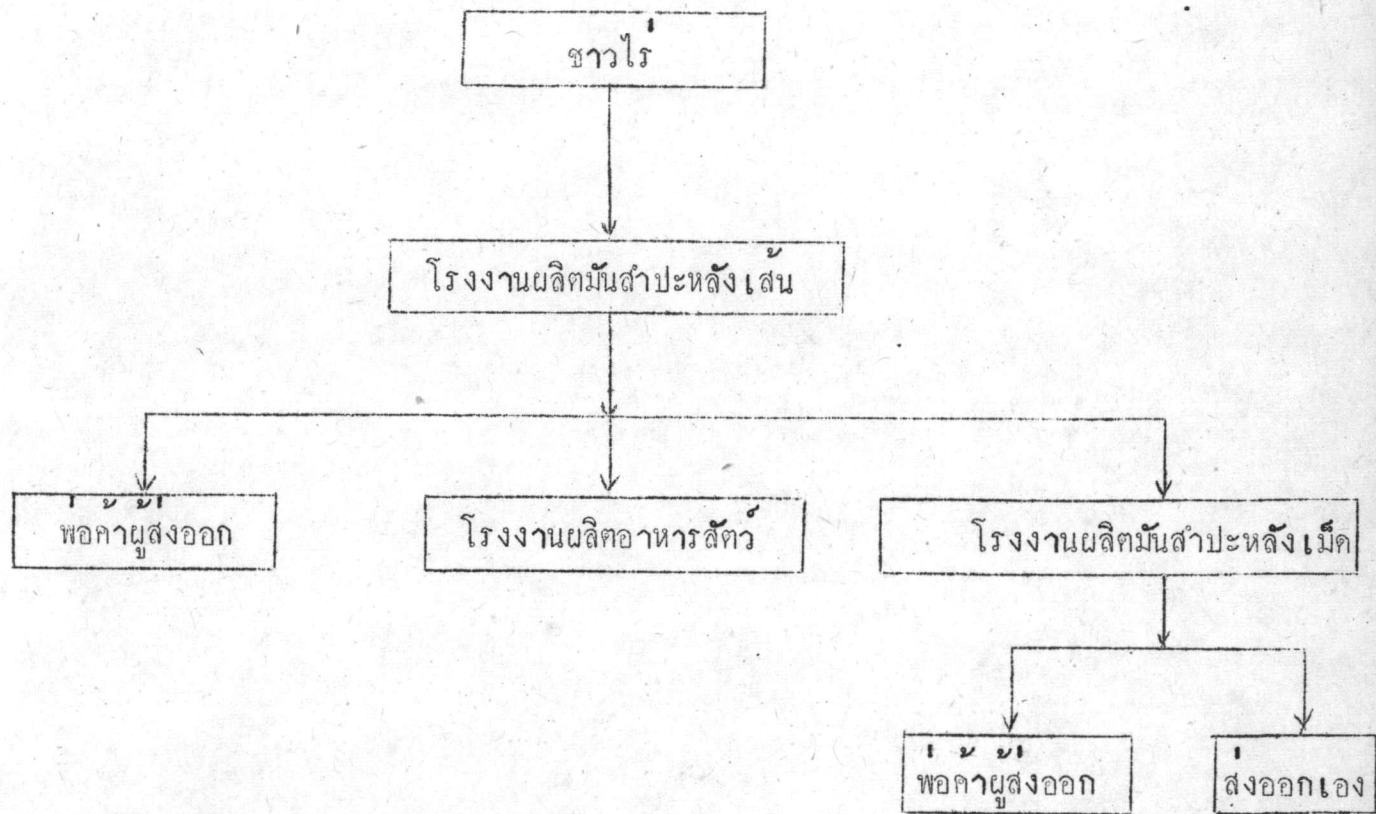 ชาวไร่
โรงงานผลิตมันสำปะหลังเส้น
พ่อค้าผู้ส่งออก
โรงงานผลิตอาหารสัตว์
โรงงานผลิตมันสำปะหลังเม็ด
พ่อค้าผู้ส่งออก
ส่งออกเอง